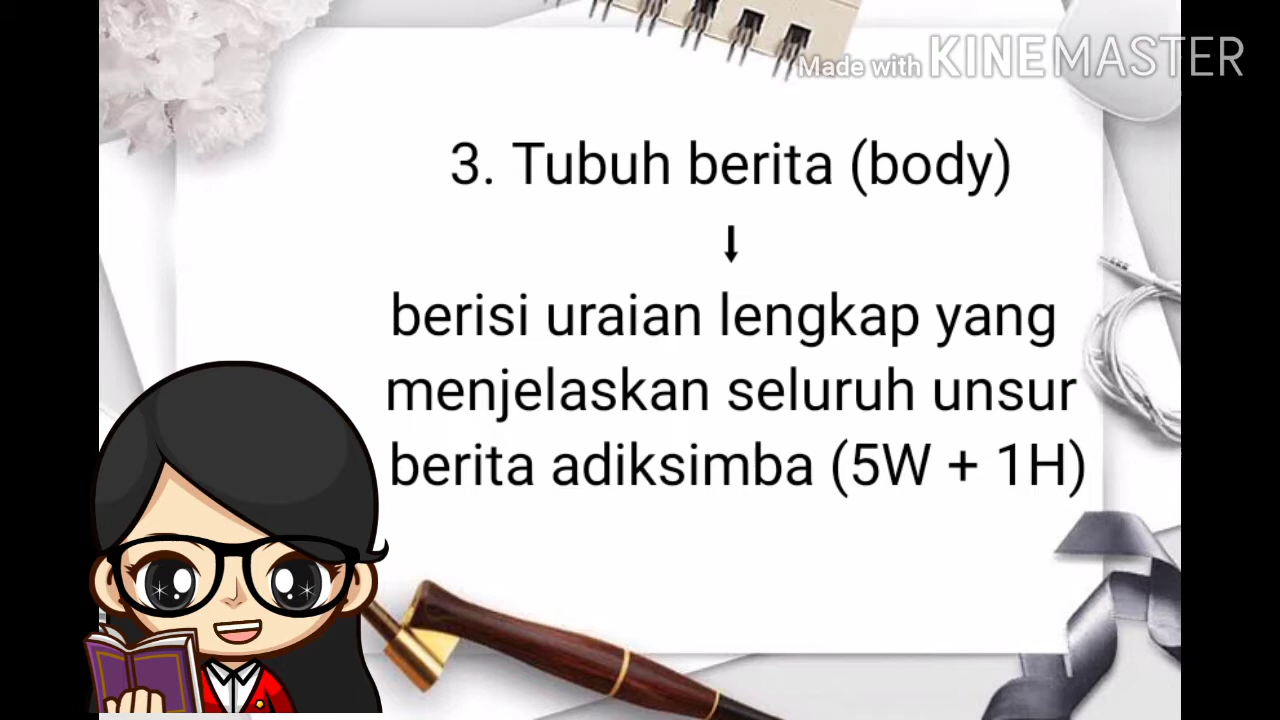 Made with KINEMASTER
3. Tubuh berita (body)
↓
berisi uraian lengkap yang
menjelaskan seluruh unsur
berita adiksimba (5W + 1H)